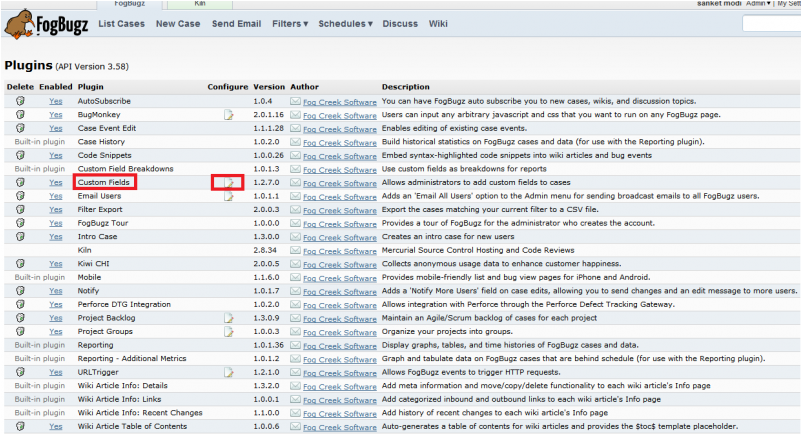 FogBugz Kiln sanket modi Admin▾ | My Sett
FogBugz List Cases New Case Send Email Filters▾ Schedules▾ Discuss Wiki
Plugins (API Version 3.58)
Delete Enabled Plugin Configure Version Author Description
Yes AutoSubscribe 1.0.4 Fog Creek Software You can have FogBugz auto subscribe you to new cases, wikis, and discussion topics.
Yes BugMonkey 2.0.1.16 Fog Creek Software Users can input any arbitrary javascript and css that you want to run on any FogBugz page.
Yes Case Event Edit 1.1.1.28 Fog Creek Software Enables editing of existing case events.
Built-in plugin Case History 1.0.2.0 Fog Creek Software Build historical statistics on FogBugz cases and data (for use with the Reporting plugin).
Yes Code Snippets 1.0.0.26 Fog Creek Software Embed syntax-highlighted code snippets into wiki articles and bug events
Built-in plugin Custom Field Breakdowns 1.0.1.3 Fog Creek Software Use custom fields as breakdowns for reports
Yes Custom Fields 1.2.7.0 Fog Creek Software Allows administrators to add custom fields to cases
Yes Email Users 1.0.1.1 Fog Creek Software Adds an 'Email All Users' option to the Admin menu for sending broadcast emails to all FogBugz users.
Yes Filter Export 2.0.0.3 Fog Creek Software Export the cases matching your current filter to a CSV file.
Yes FogBugz Tour 1.0.0.0 Fog Creek Software Provides a tour of FogBugz for the administrator who creates the account.
Yes Intro Case 1.3.0.0 Fog Creek Software Creates an intro case for new users
Kiln 2.8.34 Fog Creek Software Mercurial Source Control Hosting and Code Reviews
Yes Kiwi CHI 2.0.0.5 Fog Creek Software Collects anonymous usage data to enhance customer happiness.
Built-in plugin Mobile 1.1.6.0 Fog Creek Software Provides mobile-friendly list and bug view pages for iPhone and Android.
Yes Notify 1.0.1.7 Fog Creek Software Adds a 'Notify More Users' field on case edits, allowing you to send changes and an edit message to more users.
Yes Perforce DTG Integration 1.0.2.0 Fog Creek Software Allows integration with Perforce through the Perforce Defect Tracking Gateway.
Yes Project Backlog 1.3.0.9 Fog Creek Software Maintain an Agile/Scrum backlog of cases for each project
Yes Project Groups 1.0.0.3 Fog Creek Software Organize your projects into groups.
Built-in plugin Reporting 1.0.1.36 Fog Creek Software Display graphs, tables, and time histories of FogBugz cases and data.
Built-in plugin Reporting - Additional Metrics 1.0.1.2 Fog Creek Software Graph and tabulate data on FogBugz cases that are behind schedule (for use with the Reporting plugin).
Yes URLTrigger 1.2.1.0 Fog Creek Software Allows FogBugz events to trigger HTTP requests.
Built-in plugin Wiki Article Info: Details 1.3.2.0 Fog Creek Software Add meta information and move/copy/delete functionality to each wiki article's Info page
Built-in plugin Wiki Article Info: Links 1.0.0.1 Fog Creek Software Add categorized inbound and outbound links to each wiki article's Info page
Built-in plugin Wiki Article Info: Recent Changes 1.1.0.0 Fog Creek Software Add history of recent changes to each wiki article's Info page
Yes Wiki Article Table of Contents 1.0.0.6 Fog Creek Software Auto-generates a table of contents for wiki articles and provides the $toc$ template placeholder.